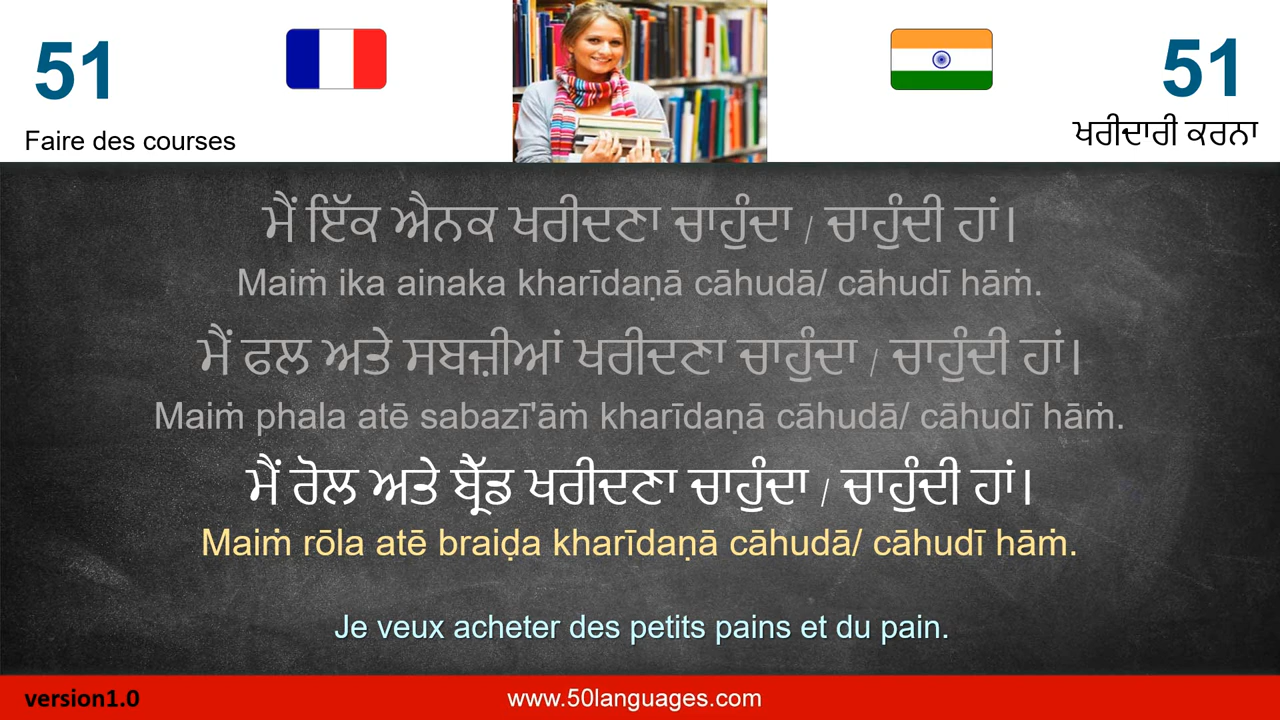 51
51
Faire des courses
ਖਰੀਦਾਰੀ ਕਰਨਾ
ਮੈਂ ਇੱਕ ਐਨਕ ਖਰੀਦਣਾ ਚਾਹੁੰਦਾ / ਚਾਹੁੰਦੀ ਹਾਂ।
Maiṁ ika ainaka kharīdaṇā cāhudā/ cāhudī hāṁ.
ਮੈਂ ਫਲ ਅਤੇ ਸਬਜ਼ੀਆਂ ਖਰੀਦਣਾ ਚਾਹੁੰਦਾ / ਚਾਹੁੰਦੀ ਹਾਂ।
Maiṁ phala atē sabazī'āṁ kharīdaṇā cāhudā/ cāhudī hāṁ.
ਮੈਂ ਰੋਲ ਅਤੇ ਬ੍ਰੈੱਡ ਖਰੀਦਣਾ ਚਾਹੁੰਦਾ / ਚਾਹੁੰਦੀ ਹਾਂ।
Maiṁ rōla atē braiḍa kharīdaṇā cāhudā/ cāhudī hāṁ.
Je veux acheter des petits pains et du pain.
version1.0
www.50languages.com